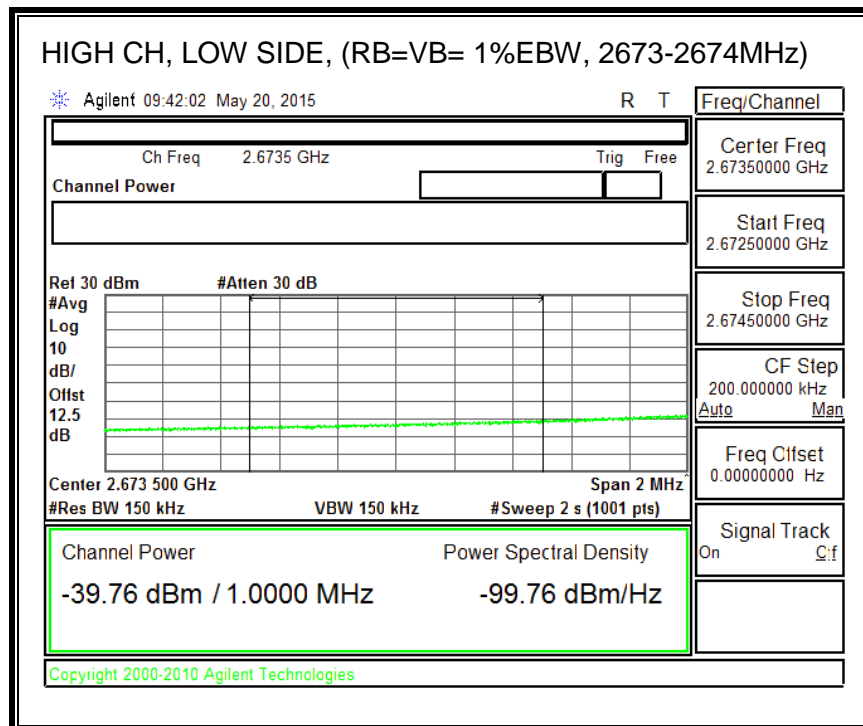 HIGH CH, LOW SIDE, (RB=VB= 1%EBW, 2673-2674MHz)
Agilent 09:42:02 May 20, 2015 R T
Freq/Channel
Ch Freq 2.6735 GHz Trig Free
Channel Power
Center Freq
2.67350000 GHz
Start Freq
2.67250000 GHz
Stop Freq
2.67450000 GHz
CF Step
200.000000 kHz
Auto Man
Freq Offset
0.00000000 Hz
Signal Track
On Off
Ref 30 dBm #Atten 30 dB
#Avg
Log
10
dB/
Offst
12.5
dB
Center 2.673 500 GHz Span 2 MHz
#Res BW 150 kHz VBW 150 kHz #Sweep 2 s (1001 pts)
Channel Power Power Spectral Density
-39.76 dBm / 1.0000 MHz -99.76 dBm/Hz
Copyright 2000-2010 Agilent Technologies